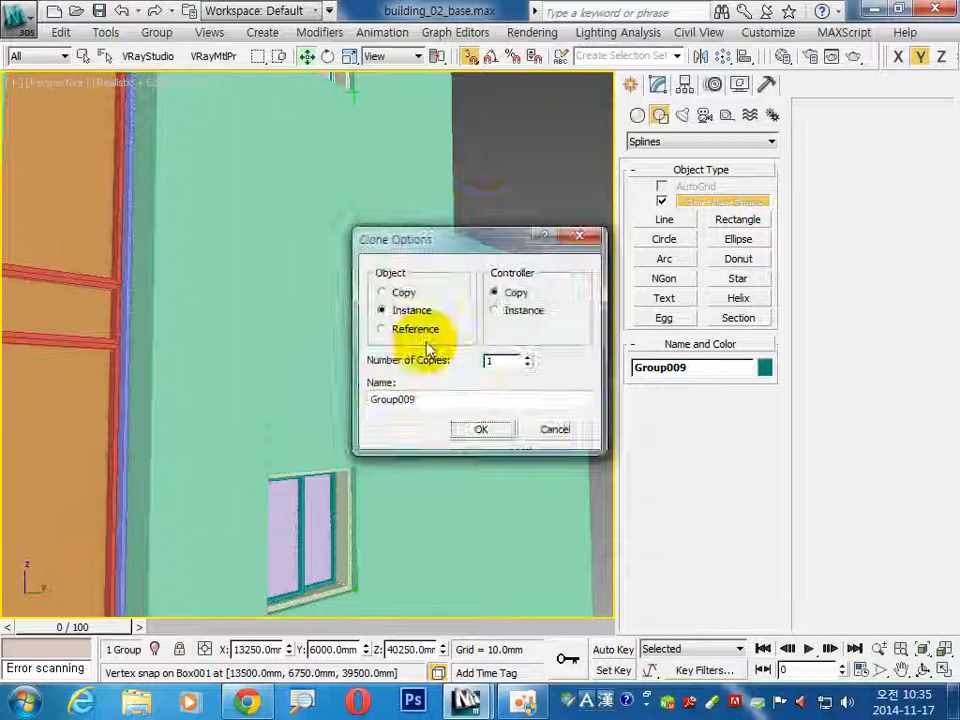 Workspace: Default
building_02_base.max
Type a keyword or phrase
3DS
Edit Tools Group Views Create Modifiers Animation Graph Editors Rendering Lighting Analysis Civil View Customize MAXScript Help
All VRayStudio VRayMtlPr View Create Selection Set X Y Z
[+] [Perspective] [Realistic +
Splines
Object Type
AutoGrid
Start New Shape
Line Rectangle
Circle Ellipse
Arc Donut
NGon Star
Text Helix
Egg Section
Name and Color
Group009
Clone Options
Object
Copy
Instance
Reference
Controller
Copy
Instance
Number of Copies:
1
Name:
Group009
OK Cancel
z
y
0 / 100
1 Group X: 13250.0mm Y: 6000.0mm Z: 40250.0mm Grid = 10.0mm Auto Key Selected
Error scanning Vertex snap on Box001 at [13500.0mm, 6750.0mm, 39500.0mm] Add Time Tag Set Key Key Filters... 0
Ps
A 漢
오전 10:35
2014-11-17